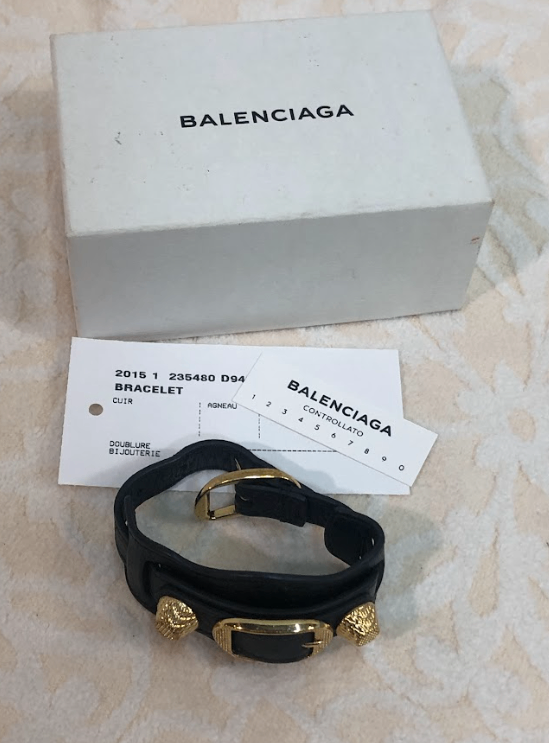 BALENCIAGA
2015 1 235480 D94
BRACELET
CUIR
AGNEAU
DOUBLURE
BIJOUTERIE
BALENCIAGA
CONTROLLATO
1 2 3 4 5 6 7 8 9 0